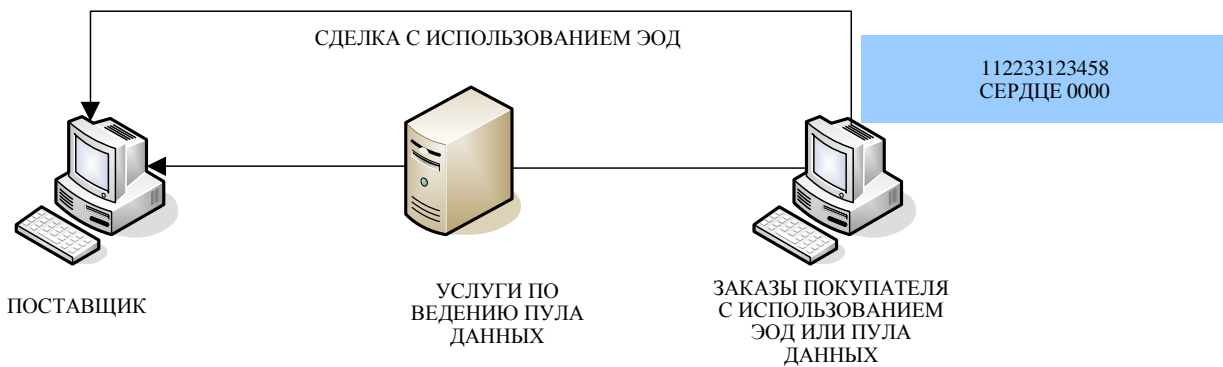 СДЕЛКА С ИСПОЛЬЗОВАНИЕМ ЭОД
112233123458
СЕРДЦЕ 0000
ПОСТАВЩИК
УСЛУГИ ПО
ВЕДЕНИЮ ПУЛА
ДАННЫХ
ЗАКАЗЫ ПОКУПАТЕЛЯ
С ИСПОЛЬЗОВАНИЕМ
ЭОД ИЛИ ПУЛА
ДАННЫХ